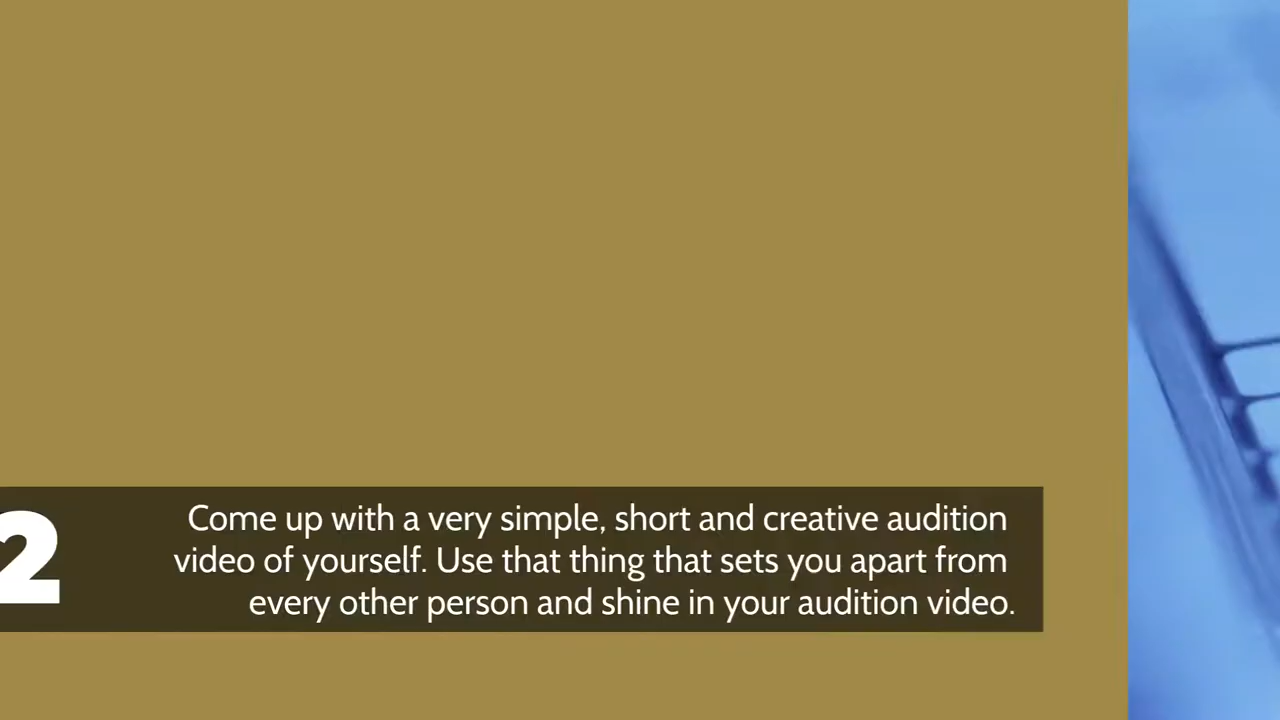 2
Come up with a very simple, short and creative audition
video of yourself. Use that thing that sets you apart from
every other person and shine in your audition video.